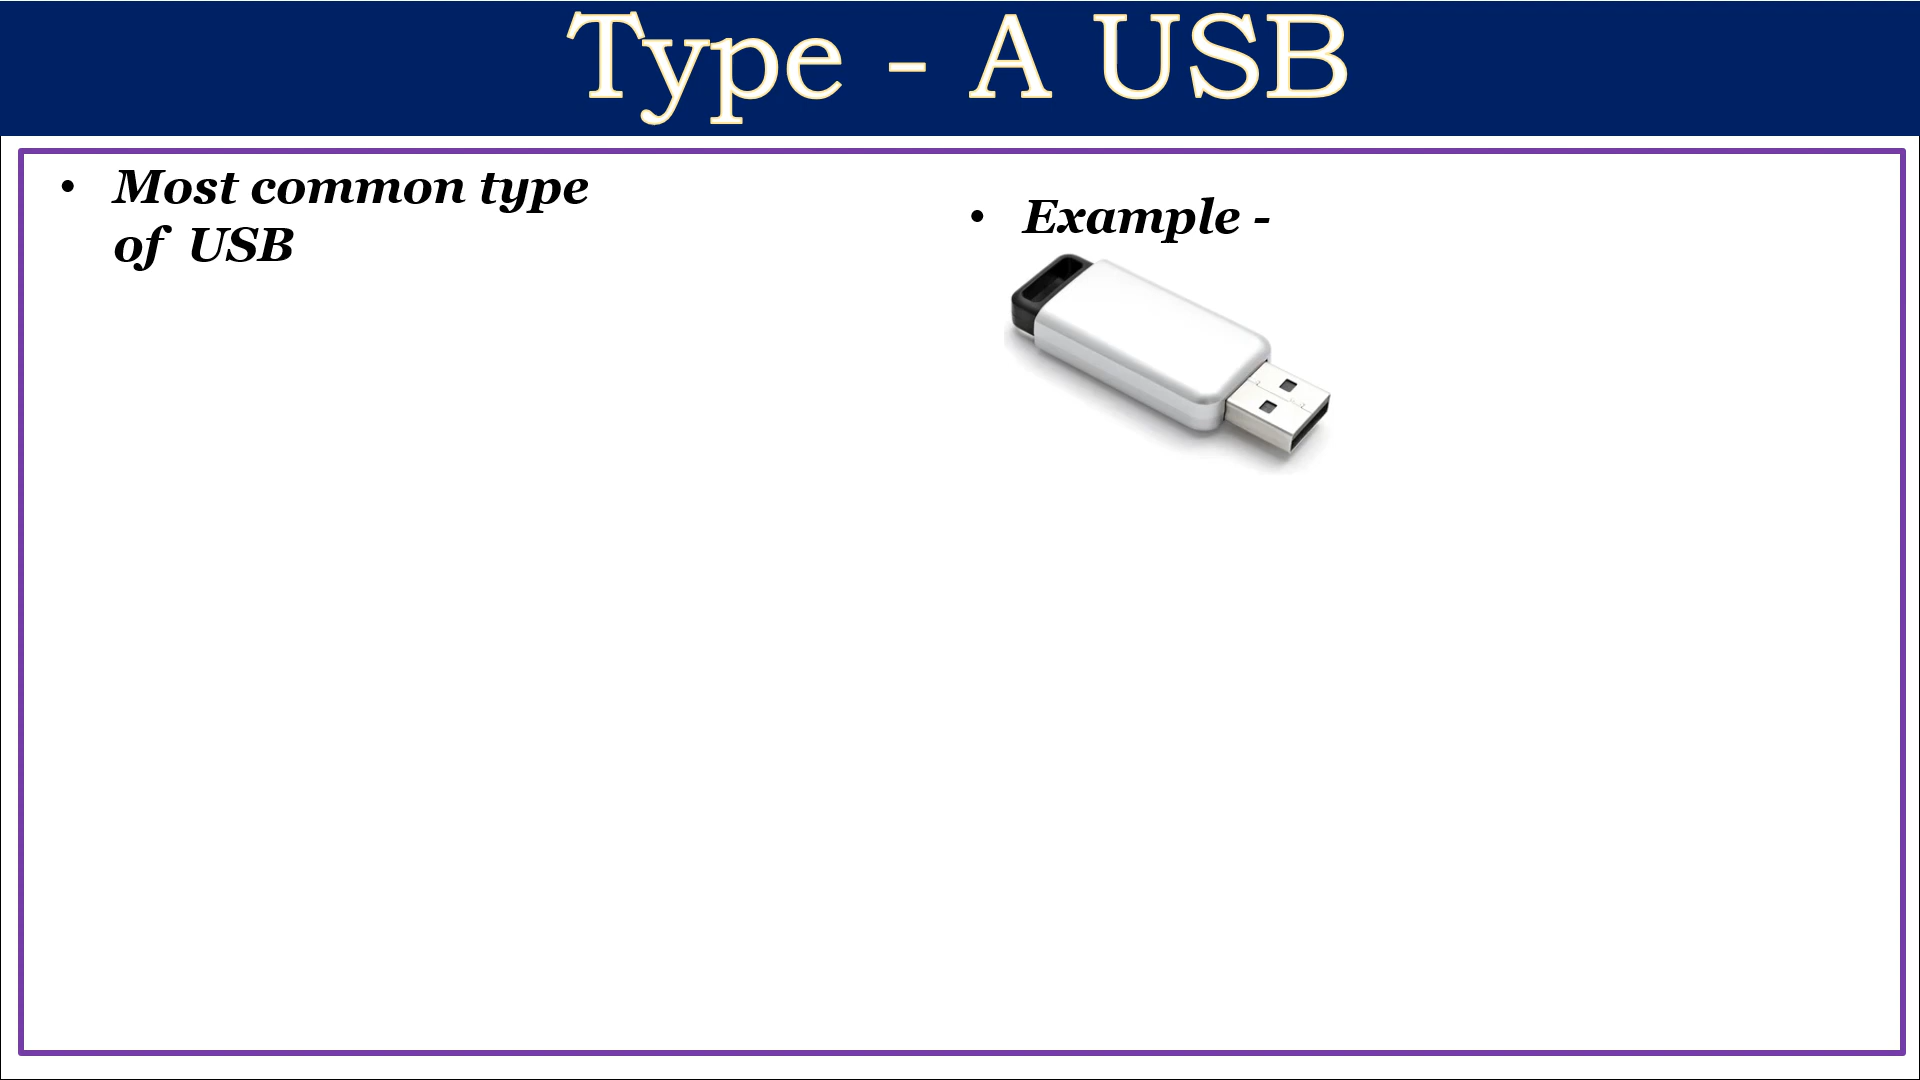 Type - A USB
• Most common type
of USB
• Example -